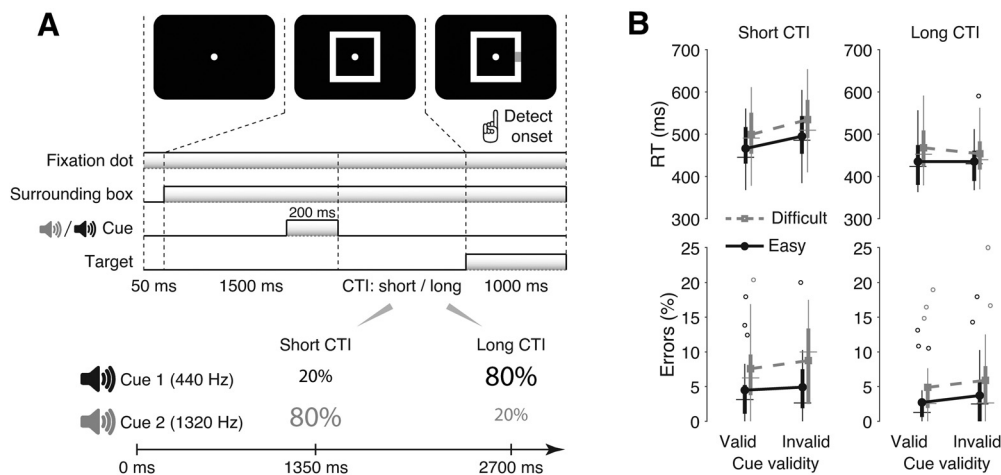 A
Detect
onset
Fixation dot
Surrounding box
/ Cue
200 ms
Target
50 ms 1500 ms CTI: short / long 1000 ms
Short CTI Long CTI
Cue 1 (440 Hz) 20% 80%
Cue 2 (1320 Hz) 80% 20%
0 ms 1350 ms 2700 ms
B
Short CTI Long CTI
RT (ms)
700 700
600 600
500 500
400 400
300 300
Difficult
Easy
Errors (%)
25 25
20 20
15 15
10 10
5 5
0 0
Valid Invalid Valid Invalid
Cue validity Cue validity